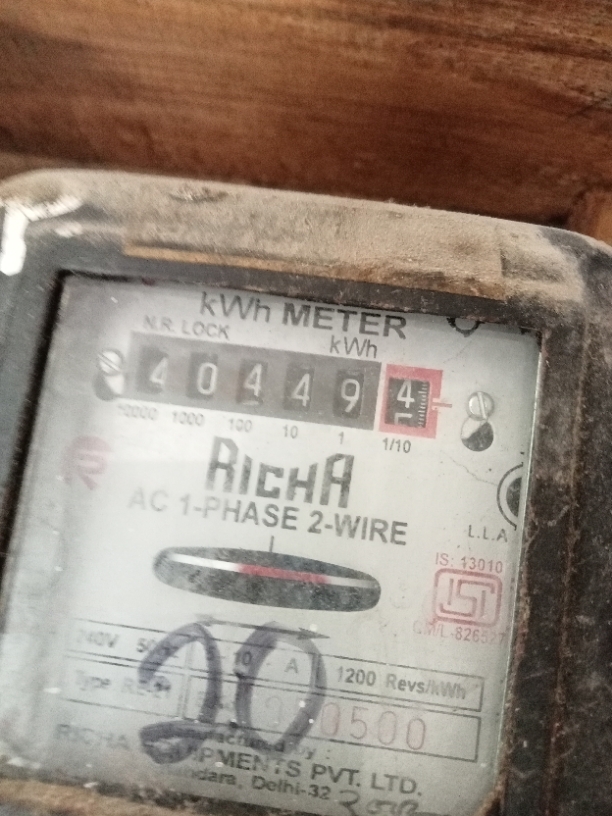 kWh METER
N.R. LOCK
kWh
4 0 4 4 9 4
10000 1000 100 10 1 1/10
RICHA
AC 1-PHASE 2-WIRE
L.L.A
IS: 13010
ISI
CM/L-826527
240V 10 A 1200 Revs/kWh
Type
20
0500
RICHA EQUIPMENTS PVT. LTD.
Delhi-32